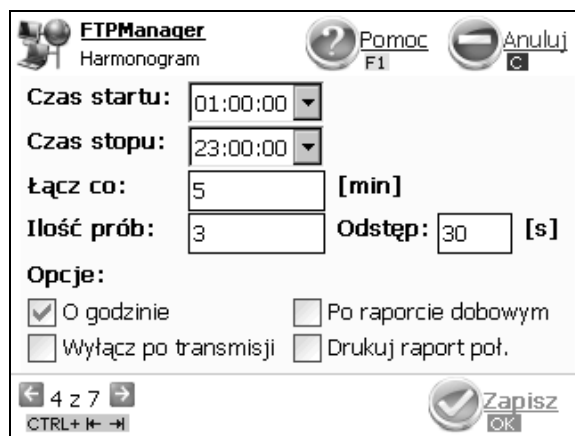 FTPManager
Harmonogram
Pomoc
F1
Anuluj
C
Czas startu: 01:00:00
Czas stopu: 23:00:00
Łącz co: 5 [min]
Ilość prób: 3 Odstęp: 30 [s]
Opcje:
O godzinie Po raporcie dobowym
Wyłącz po transmisji Drukuj raport poł.
4 z 7
CTRL+
Zapisz
OK